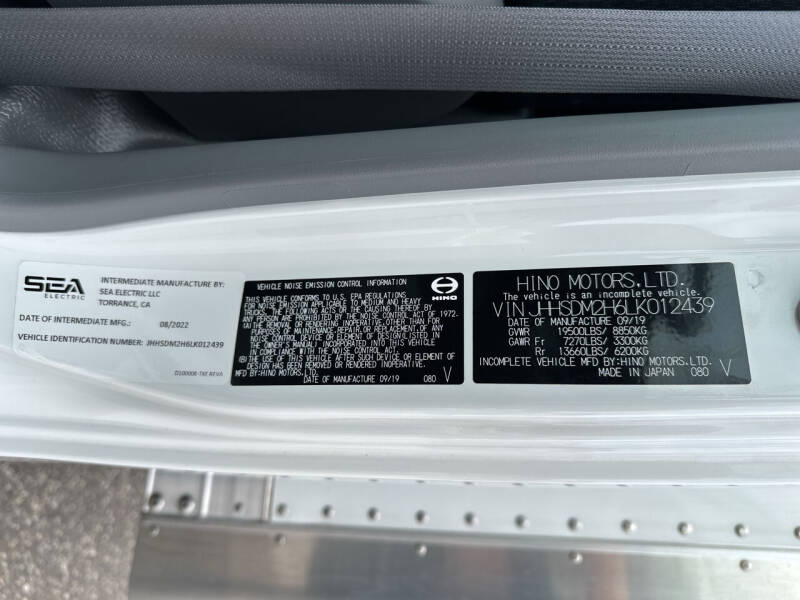 SEA
ELECTRIC
INTERMEDIATE MANUFACTURE BY:
SEA ELECTRIC LLC
TORRANCE, CA
DATE OF INTERMEDIATE MFG.: 08/2022
VEHICLE IDENTIFICATION NUMBER: JHHSDM2H6LK012439
VEHICLE NOISE EMISSION CONTROL INFORMATION
THIS VEHICLE CONFORMS TO U.S. EPA REGULATIONS
FOR NOISE EMISSION APPLICABLE TO MEDIUM AND HEAVY
TRUCKS. THE FOLLOWING ACTS OR THE CAUSING THEREOF
BY ANY PERSON ARE PROHIBITED BY THE NOISE CONTROL ACT OF 1972.
(A) THE REMOVAL OR RENDERING INOPERATIVE, OTHER
THAN FOR PURPOSES OF MAINTENANCE, REPAIR, OR
REPLACEMENT, OF ANY NOISE CONTROL DEVICE OR
ELEMENT OF DESIGN (LISTED IN
THE OWNER'S MANUAL) INCORPORATED INTO
THIS VEHICLE IN COMPLIANCE WITH THE
NOISE CONTROL ACT.
(B) THE USE OF THIS VEHICLE AFTER SUCH DEVICE OR ELEMENT OF
DESIGN HAS BEEN REMOVED OR RENDERED INOPERATIVE.
MFD BY:HINO MOTORS,LTD.
DATE OF MANUFACTURE 09/19 080 V
HINO
HINO MOTORS,LTD.
The vehicle is an incomplete vehicle.
VIN JHHSDM2H6LK012439
DATE OF MANUFACTURE 09/19
GVWR 19500LBS/ 8850KG
GAWR Fr 7270LBS/ 3300KG
Rr 13660LBS/ 6200KG
INCOMPLETE VEHICLE MFD BY:HINO MOTORS,LTD.
MADE IN JAPAN 080 V